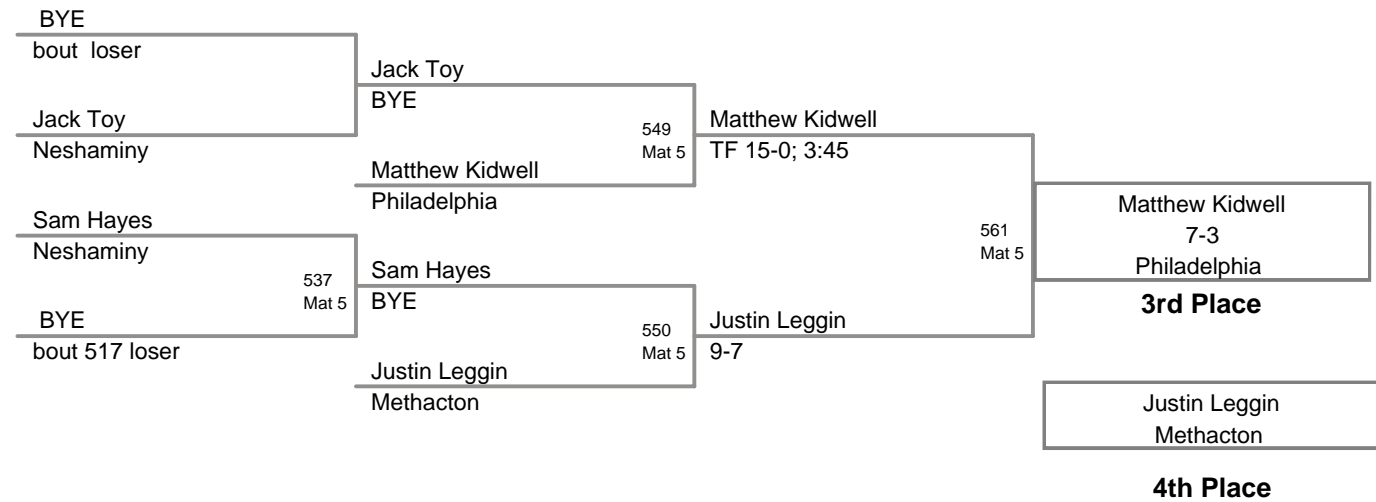 BYE
bout loser
Jack Toy
Neshaminy
Sam Hayes
Neshaminy
537
Mat 5
BYE
bout 517 loser
Jack Toy
BYE
549
Mat 5
Matthew Kidwell
Philadelphia
Sam Hayes
BYE
550
Mat 5
Justin Leggin
Methacton
Matthew Kidwell
TF 15-0; 3:45
561
Mat 5
Justin Leggin
9-7
Matthew Kidwell
7-3
Philadelphia
3rd Place
Justin Leggin
Methacton
4th Place